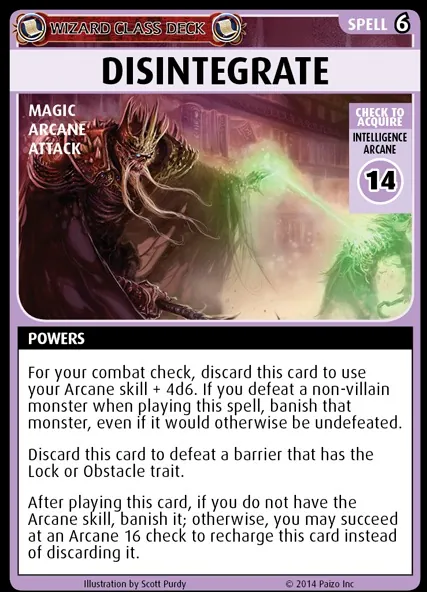 WIZARD CLASS DECK
SPELL 6
DISINTEGRATE
MAGIC
ARCANE
ATTACK
CHECK TO
ACQUIRE
INTELLIGENCE
ARCANE
14
POWERS
For your combat check, discard this card to use
your Arcane skill + 4d6. If you defeat a non-villain
monster when playing this spell, banish that
monster, even if it would otherwise be undefeated.
Discard this card to defeat a barrier that has the
Lock or Obstacle trait.
After playing this card, if you do not have the
Arcane skill, banish it; otherwise, you may succeed
at an Arcane 16 check to recharge this card instead
of discarding it.
Illustration by Scott Purdy
© 2014 Paizo Inc